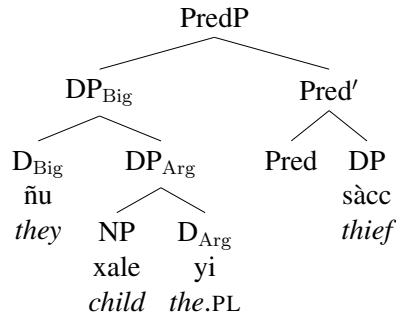 PredP
DP_Big Pred′
D_Big DP_Arg Pred DP
ñu sàcc
they NP D_Arg thief
xale yi
child the.PL